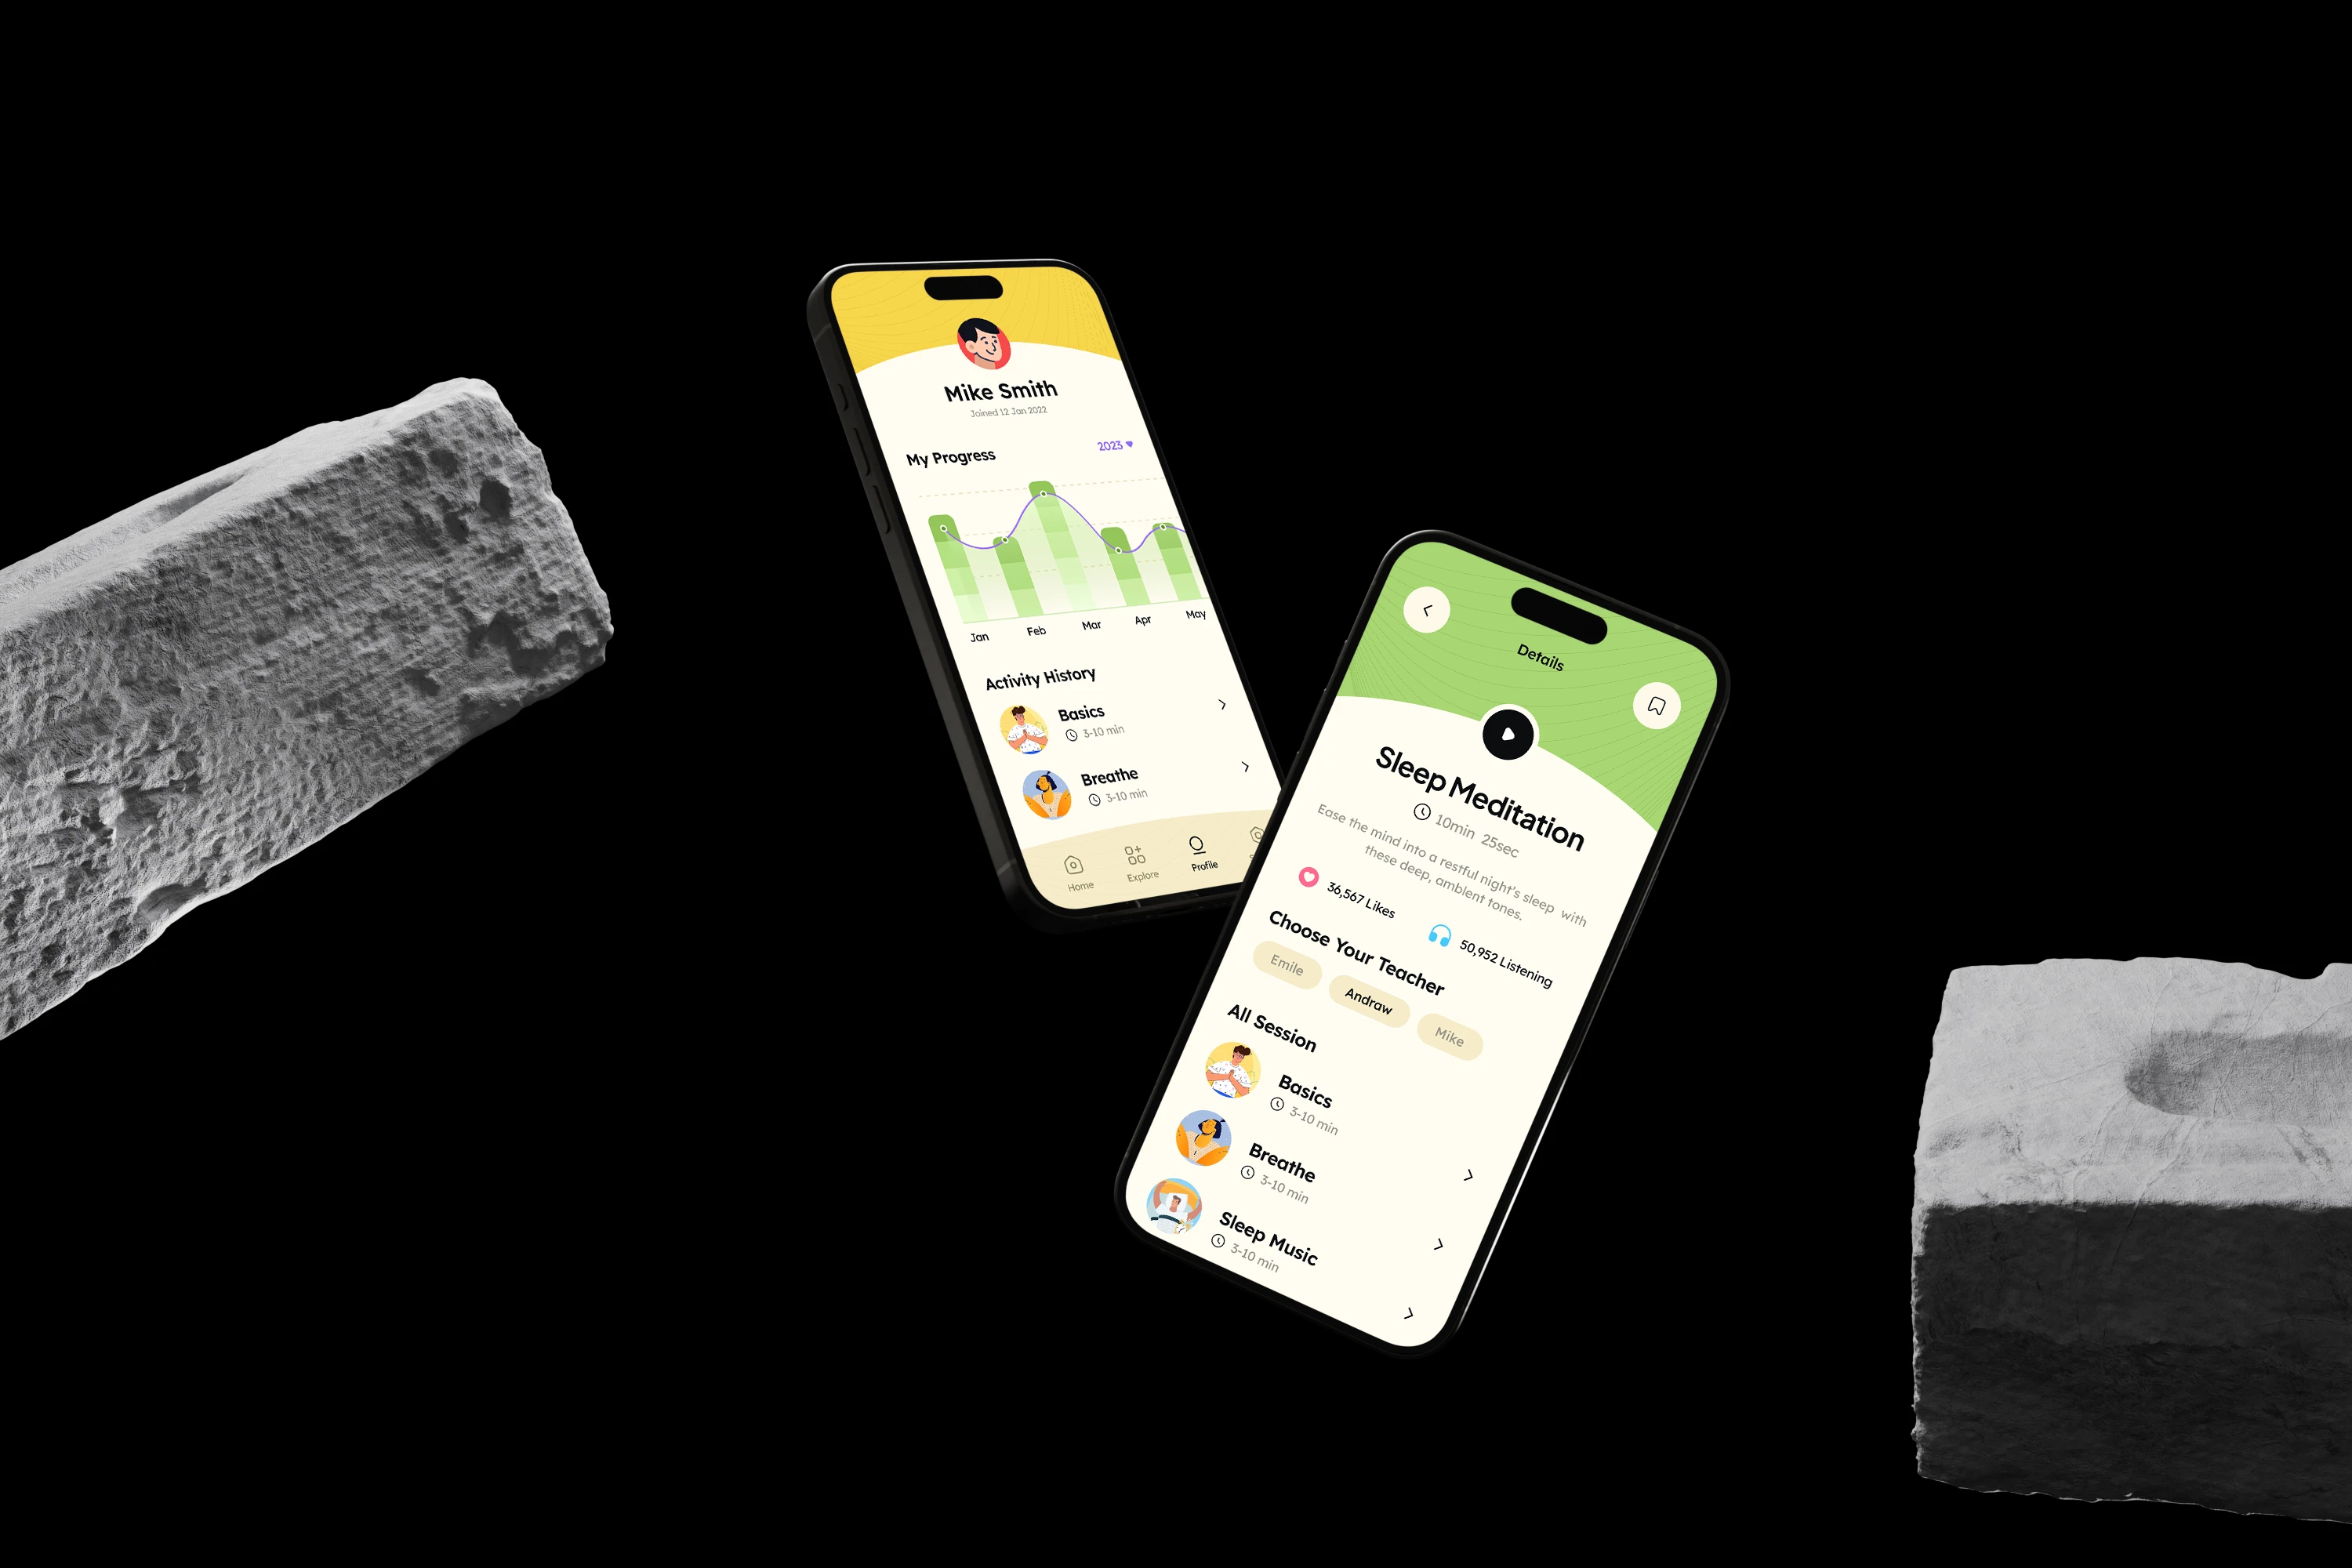 Mike Smith
Joined 12 Jan 2022
My Progress
2023
Jan
Feb
Mar
Apr
May
Activity History
Basics
3-10 min
Breathe
3-10 min
Home
Explore
Profile
Details
Sleep Meditation
10min 25sec
Ease the mind into a restful night's sleep with
these deep, amblent tones.
36,567 Likes
50,952 Listening
Choose Your Teacher
Emile
Andraw
Mike
All Session
Basics
3-10 min
Breathe
3-10 min
Sleep Music
3-10 min